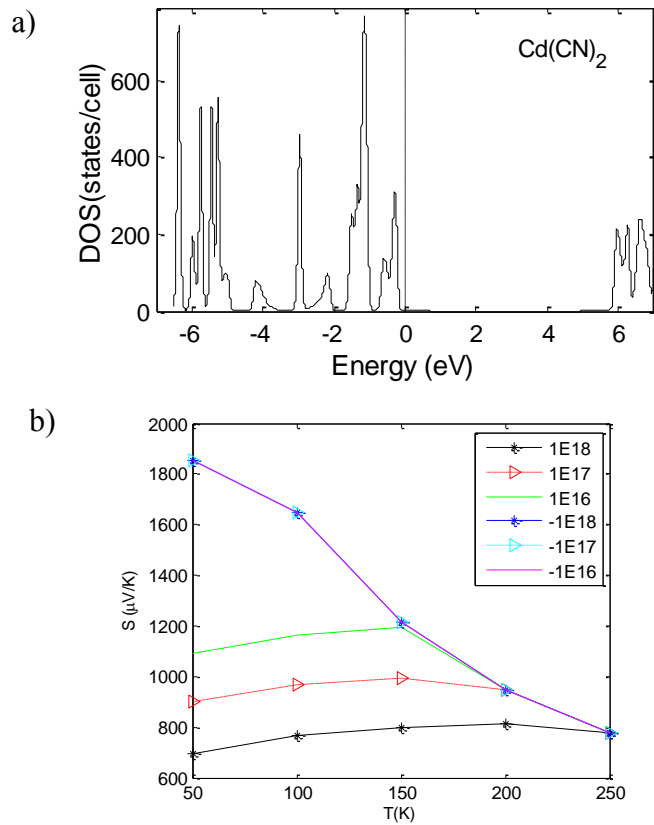 a)
Cd(CN)2
DOS(states/cell)
600
400
200
0
-6 -4 -2 0 2 4 6
Energy (eV)
b)
2000
1800
1600
1400
1200
1000
800
600
S (μV/K)
1E18
1E17
1E16
-1E18
-1E17
-1E16
50 100 150 200 250
T(K)